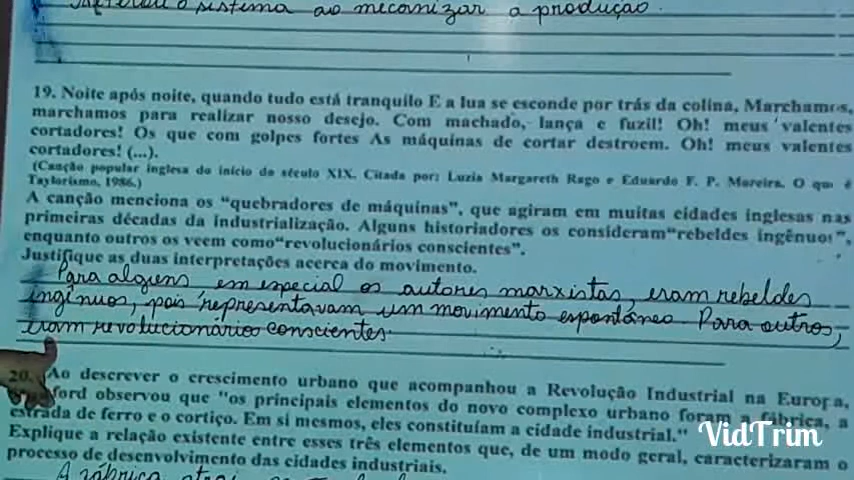 o sistema ao mecanizar a produção.
19. Noite após noite, quando tudo está tranquilo E a lua se esconde por trás da colina, Marchamos,
marchamos para realizar nosso desejo. Com machado, lança e fuzil! Oh! meus valentes
cortadores! Os que com golpes fortes As máquinas de cortar destroem. Oh! meus valentes
cortadores! (...).
(Canção popular inglesa do início do século XIX. Citada por: Luzia Margareth Rago e Eduardo F. P. Moreira. O que é
Taylorismo, 1986.)
A canção menciona os "quebradores de máquinas", que agiram em muitas cidades inglesas nas
primeiras décadas da industrialização. Alguns historiadores os consideram"rebeldes ingênuos",
enquanto outros os veem como"revolucionários conscientes".
Justifique as duas interpretações acerca do movimento.
Para alguns, em especial os autores marxistas, eram rebeldes
ingênuos, pois representavam um movimento espontâneo Para outros,
eram revolucionários conscientes.
20. Ao descrever o crescimento urbano que acompanhou a Revolução Industrial na Europa,
ford observou que "os principais elementos do novo complexo urbano foram a fábrica, a
estrada de ferro e o cortiço. Em si mesmos, eles constituíam a cidade industrial."
Explique a relação existente entre esses três elementos que, de um modo geral, caracterizaram o
processo de desenvolvimento das cidades industriais.
A fábrica
VidTrim